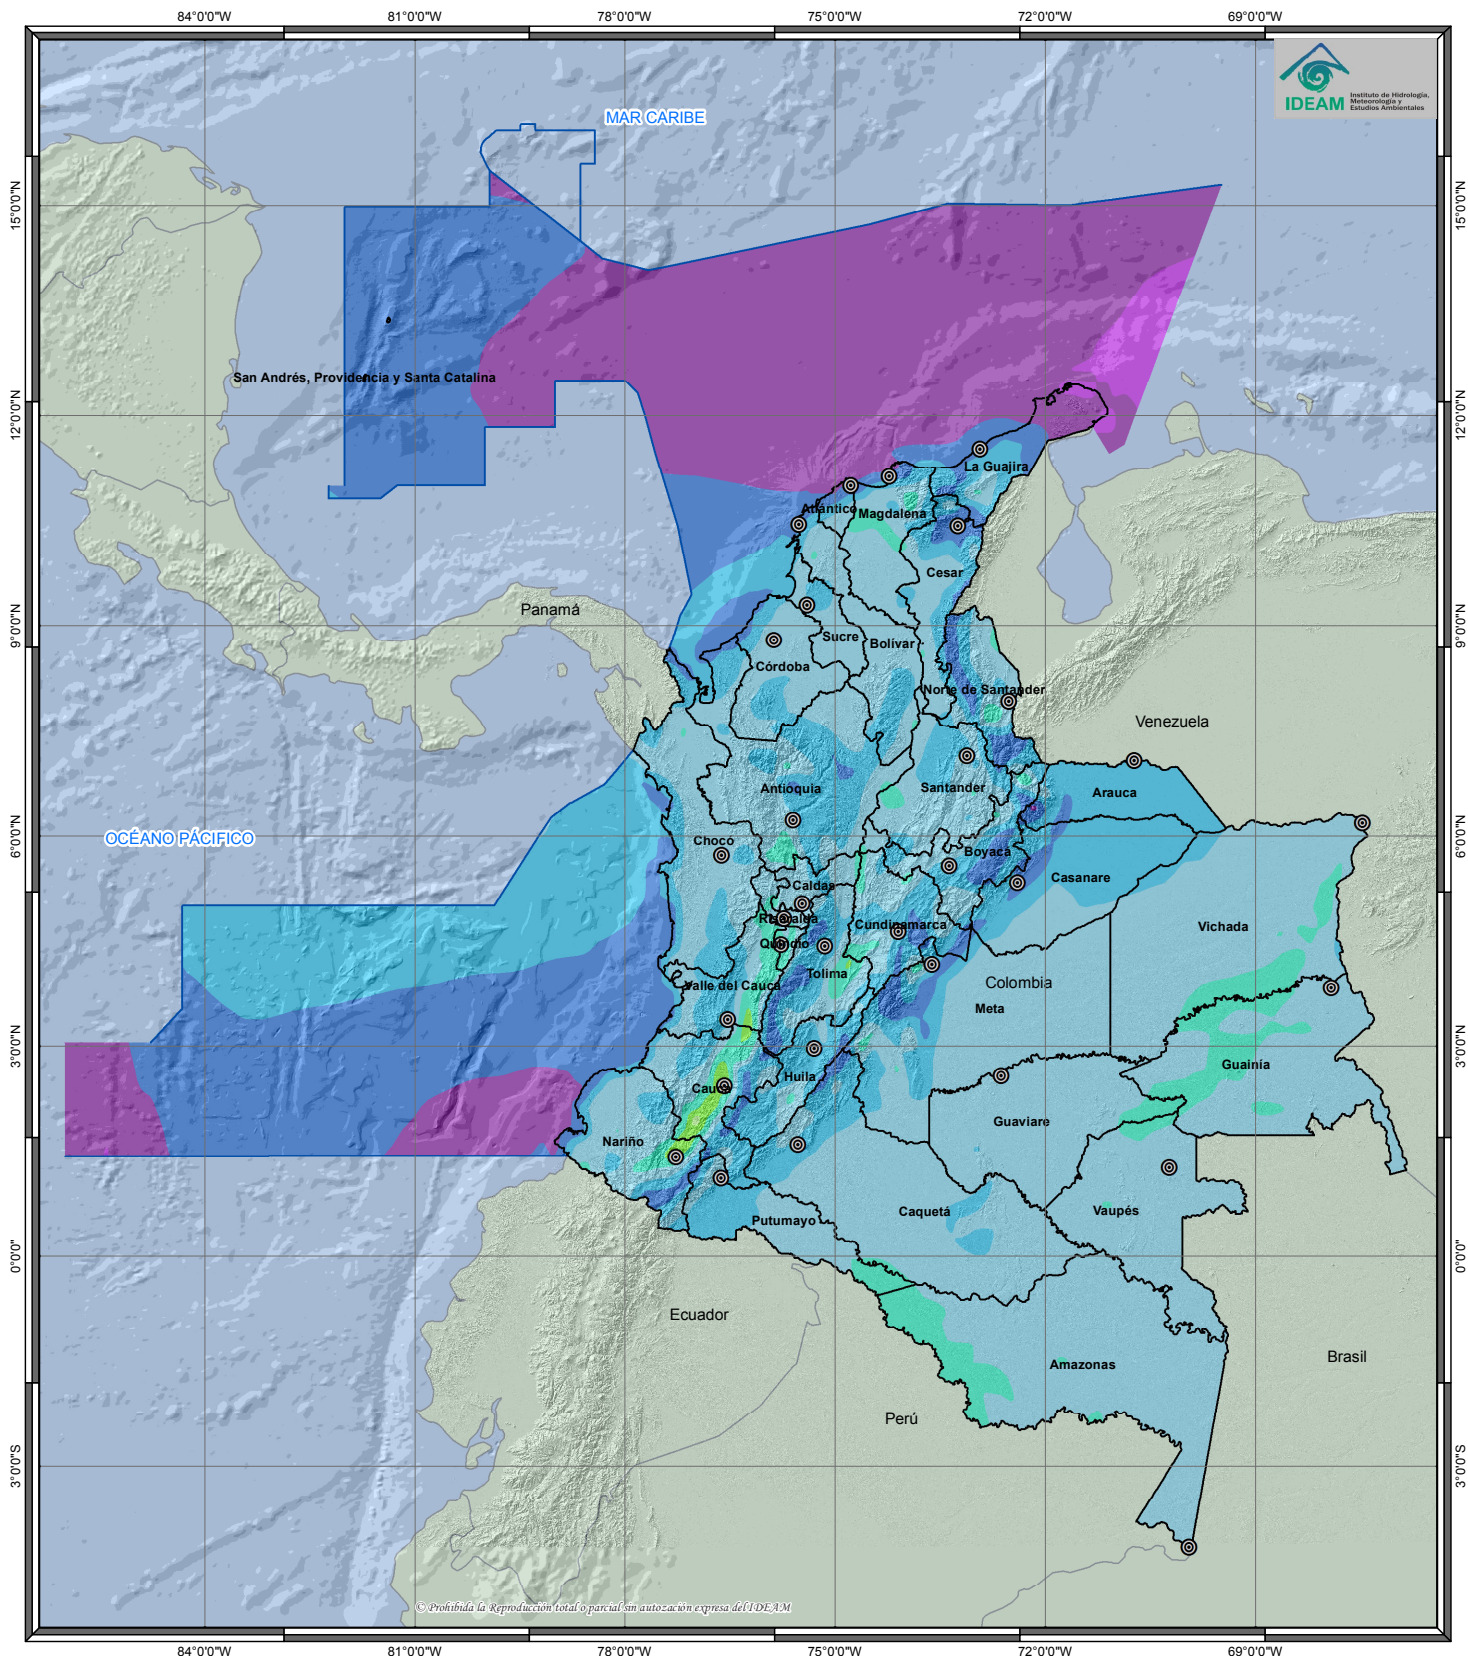 84°0'0"W
81°0'0"W
78°0'0"W
75°0'0"W
72°0'0"W
69°0'0"W
IDEAM
Instituto de Hidrología,
Meteorología y
Estudios Ambientales
MAR CARIBE
15°0'0"N
15°0'0"N
San Andrés, Providencia y Santa Catalina
12°0'0"N
12°0'0"N
La Guajira
Atlántico
Magdalena
Cesar
Panamá
9°0'0"N
9°0'0"N
Sucre
Bolívar
Córdoba
Norte de Santander
Venezuela
Antioquia
Santander
Arauca
OCÉANO PÁCIFICO
6°0'0"N
6°0'0"N
Chocó
Boyacá
Caldas
Casanare
Risaralda
Cundinamarca
Vichada
Quindío
Tolima
Valle del Cauca
Colombia
Meta
3°0'0"N
3°0'0"N
Guainía
Huila
Cauca
Guaviare
Nariño
Caquetá
Vaupés
Putumayo
0°0'0"
0°0'0"
Ecuador
Brasil
Amazonas
Perú
3°0'0"S
3°0'0"S
© Prohibida la Reproducción total o parcial sin autozación expresa del IDEAM
84°0'0"W
81°0'0"W
78°0'0"W
75°0'0"W
72°0'0"W
69°0'0"W